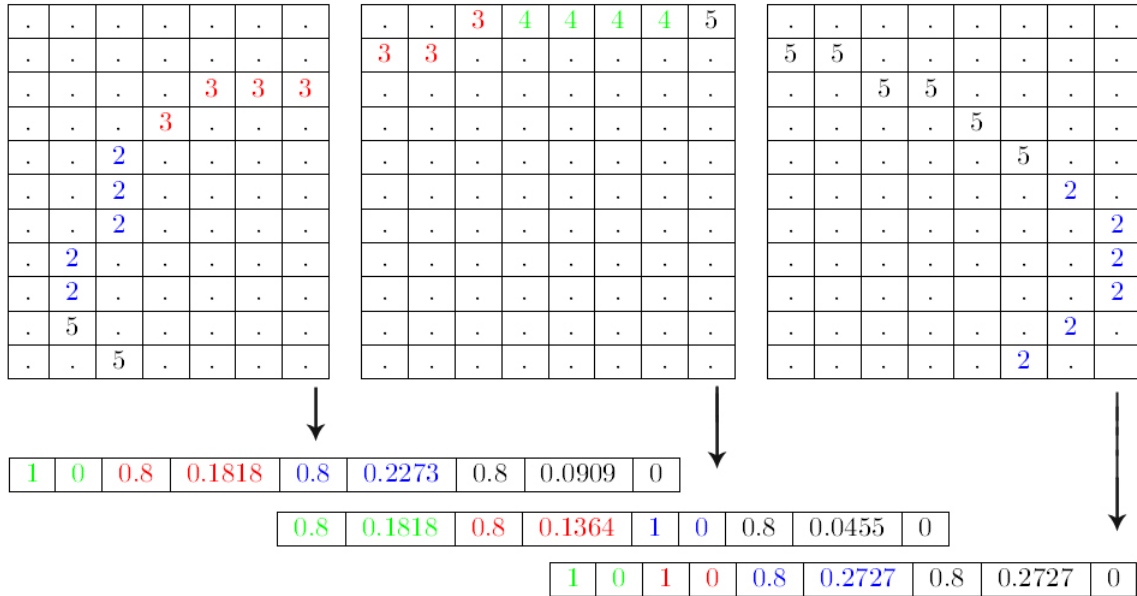 . . . . . . .
. . . . . . .
. . . . 3 3 3
. . . 3 . . .
. . 2 . . . .
. . 2 . . . .
. . 2 . . . .
. 2 . . . . .
. 2 . . . . .
. 5 . . . . .
. . 5 . . . .
. . 3 4 4 4 4 5
3 3 . . . . . .
. . . . . . . .
. . . . . . . .
. . . . . . . .
. . . . . . . .
. . . . . . . .
. . . . . . . .
. . . . . . . .
. . . . . . . .
. . . . . . . .
. . . . . . . .
5 5 . . . . . .
. . 5 5 . . . .
. . . . 5 . .
. . . . . 5 . .
. . . . . . 2 .
. . . . . . . 2
. . . . . . . 2
. . . . . . 2
. . . . . . 2 .
. . . . . 2 .
1 0 0.8 0.1818 0.8 0.2273 0.8 0.0909 0
0.8 0.1818 0.8 0.1364 1 0 0.8 0.0455 0
1 0 1 0 0.8 0.2727 0.8 0.2727 0